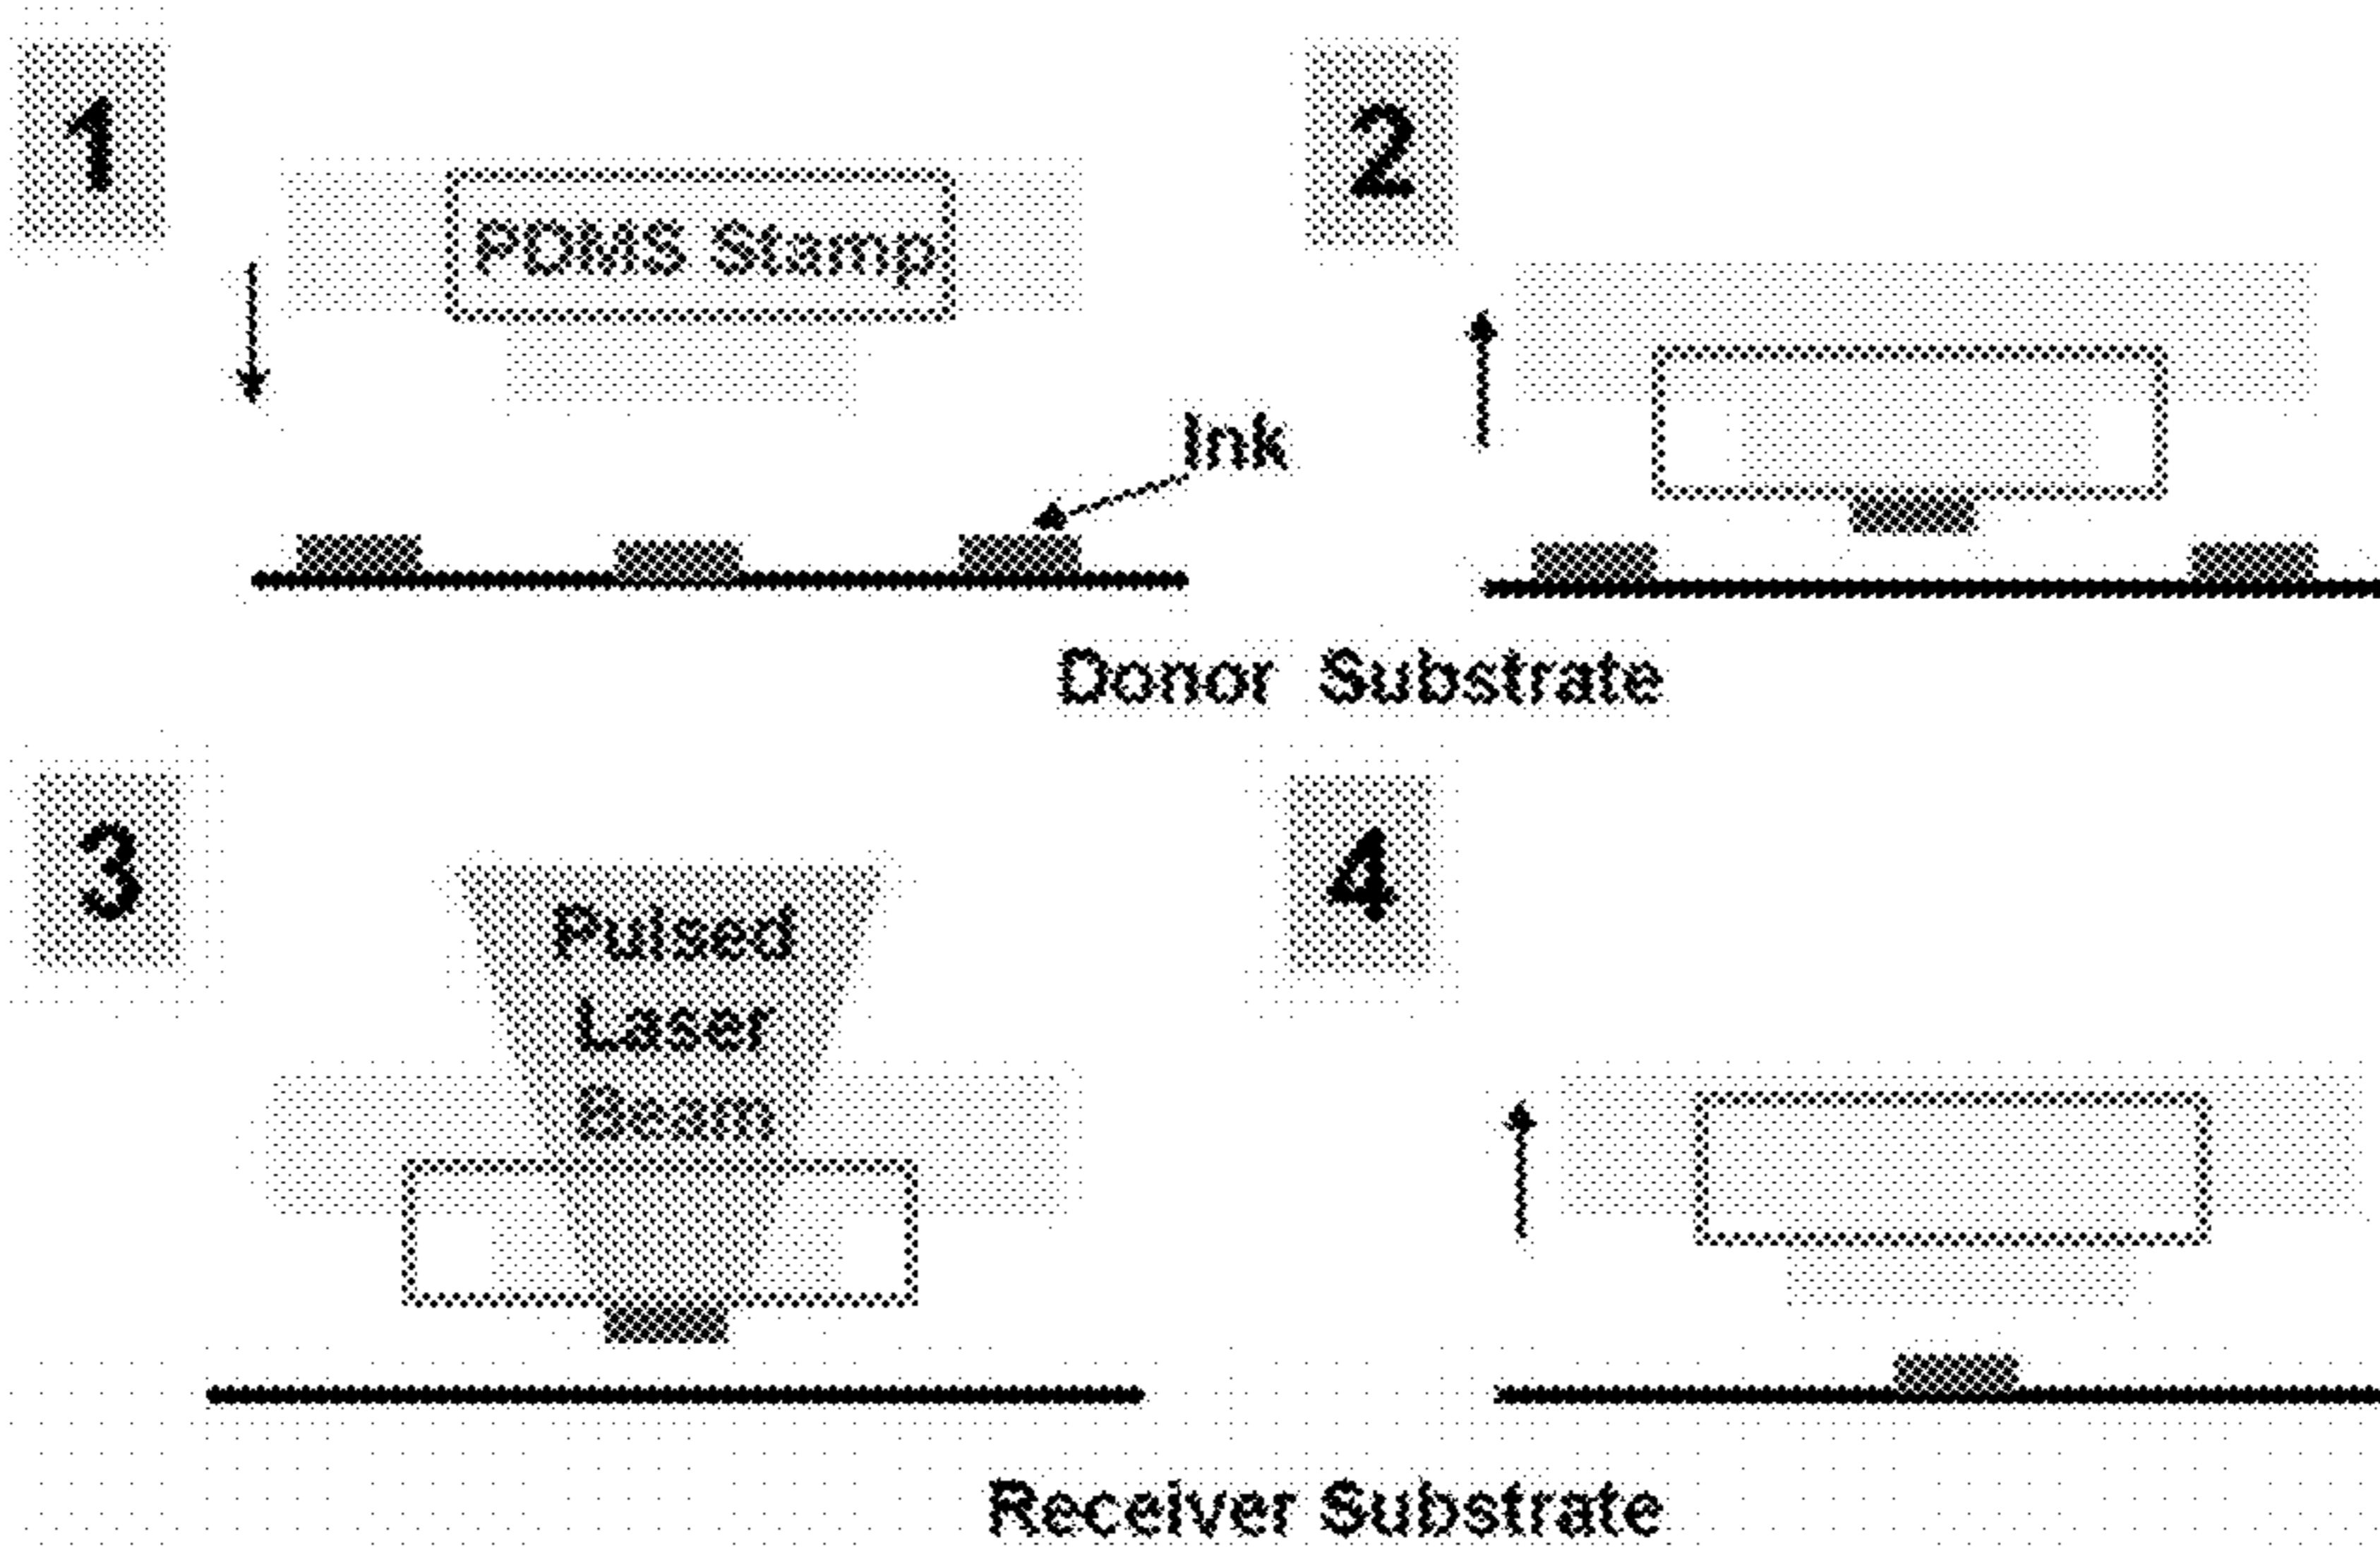 1
2
PDMS Stamp
Ink
Donor Substrate
3
4
Pulsed
Laser
Beam
Receiver Substrate